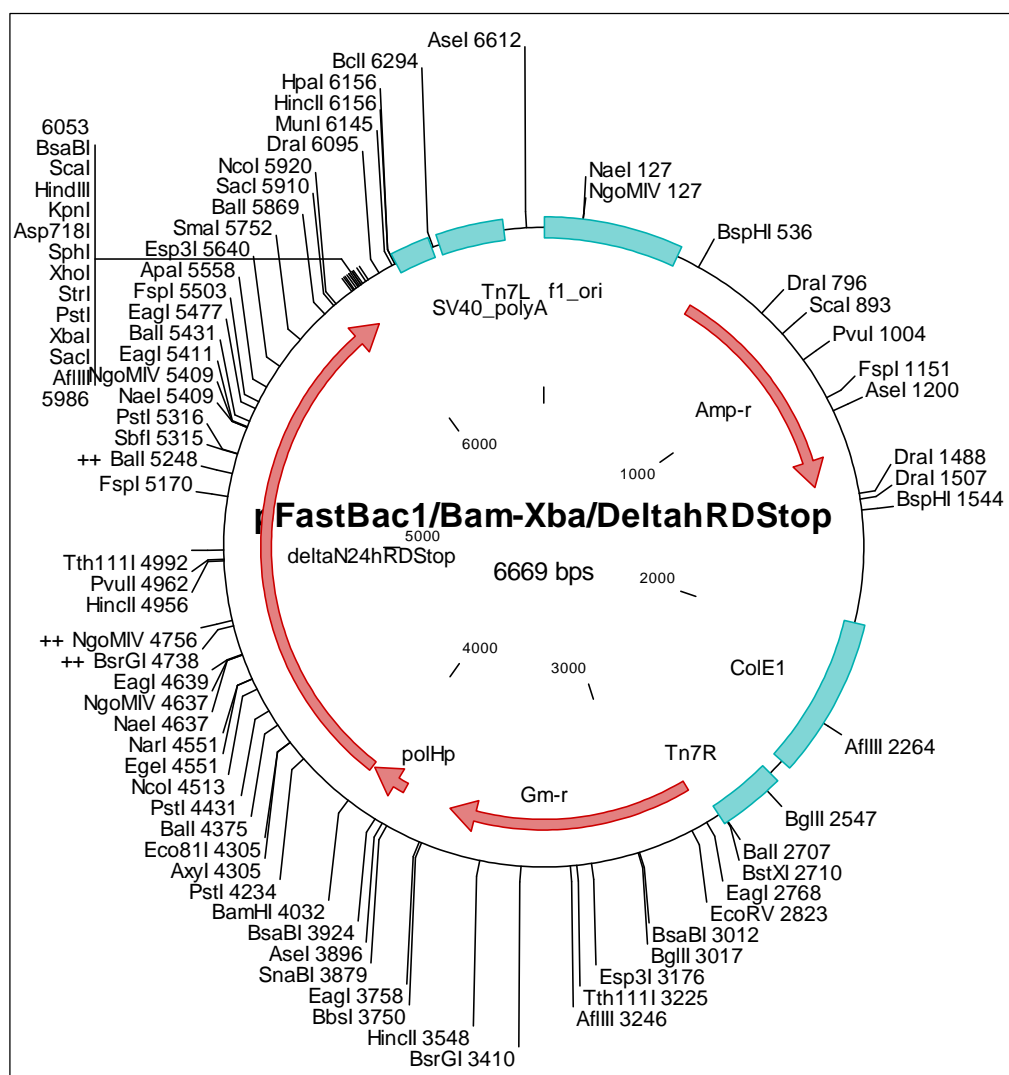 AseI 6612
BclI 6294
HpaI 6156
HincII 6156
MunI 6145
DraI 6095
NcoI 5920
SacI 5910
BalI 5869
SmaI 5752
Esp3I 5640
ApaI 5558
FspI 5503
EagI 5477
BalI 5431
EagI 5411
NgoMIV 5409
NaeI 5409
PstI 5316
SbfI 5315
++ BalI 5248
FspI 5170
6053
BsaBI
ScaI
HindIII
KpnI
Asp718I
SphI
XhoI
StrI
PstI
XbaI
SacI
AflIII
5986
NaeI 127
NgoMIV 127
BspHI 536
DraI 796
ScaI 893
PvuI 1004
FspI 1151
AseI 1200
DraI 1488
DraI 1507
BspHI 1544
Tn7L
f1_ori
SV40_polyA
Amp-r
6000
1000
pFastBac1/Bam-Xba/DeltahRDStop
5000
deltaN24hRDStop
6669 bps
2000
4000
3000
ColE1
Tn7R
polHp
Gm-r
Tth111I 4992
PvuII 4962
HincII 4956
++ NgoMIV 4756
++ BsrGI 4738
EagI 4639
NgoMIV 4637
NaeI 4637
NarI 4551
EgeI 4551
NcoI 4513
PstI 4431
BalI 4375
Eco81I 4305
AxyI 4305
PstI 4234
BamHI 4032
BsaBI 3924
AseI 3896
SnaBI 3879
EagI 3758
BbsI 3750
HincII 3548
BsrGI 3410
AflIII 2264
BglII 2547
BalI 2707
BstXI 2710
EagI 2768
EcoRV 2823
BsaBI 3012
BglII 3017
Esp3I 3176
Tth111I 3225
AflIII 3246